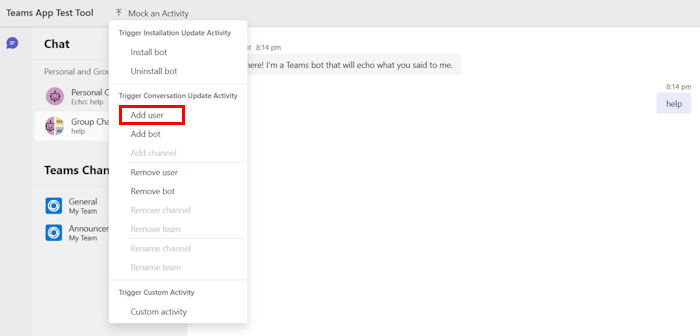 Teams App Test Tool
Mock an Activity
Chat
Personal and Grou
Personal C
Echo: help
Group Cha
help
Teams Chan
General
My Team
Announcer
My Team
Trigger Installation Update Activity
Install bot
Uninstall bot
Trigger Conversation Update Activity
Add user
Add bot
Add channel
Remove user
Remove bot
Remove channel
Remove team
Rename channel
Rename team
Trigger Custom Activity
Custom activity
8:14 pm
here! I'm a Teams bot that will echo what you said to me.
8:14 pm
help